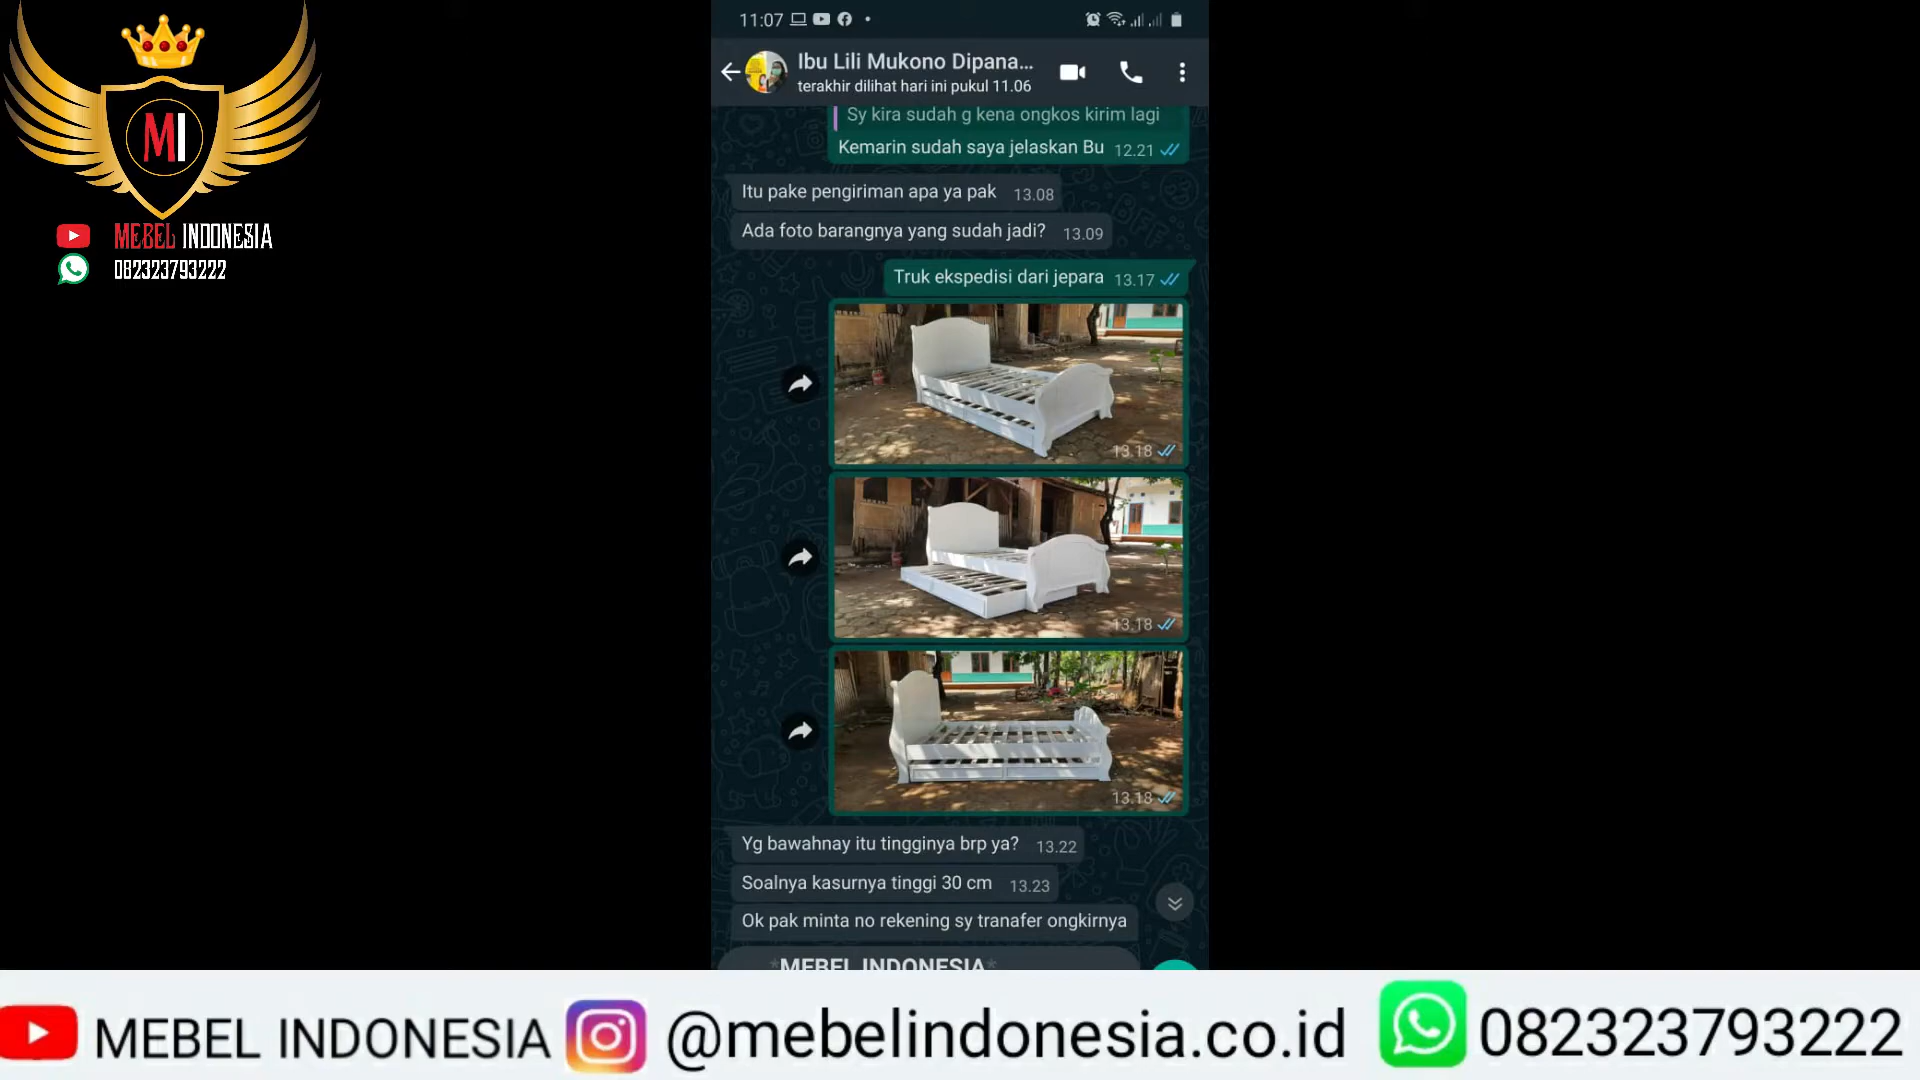 MI
MEBEL INDONESIA
082323793222
11:07
Ibu Lili Mukono Dipana...
terakhir dilihat hari ini pukul 11.06
Sy kira sudah g kena ongkos kirim lagi
Kemarin sudah saya jelaskan Bu 12.21
Itu pake pengiriman apa ya pak 13.08
Ada foto barangnya yang sudah jadi? 13.09
Truk ekspedisi dari jepara 13.17
13.18
13.18
13.18
Yg bawahnay itu tingginya brp ya? 13.22
Soalnya kasurnya tinggi 30 cm 13.23
Ok pak minta no rekening sy tranafer ongkirnya
*MEBEL INDONESIA*
MEBEL INDONESIA @mebelindonesia.co.id 082323793222